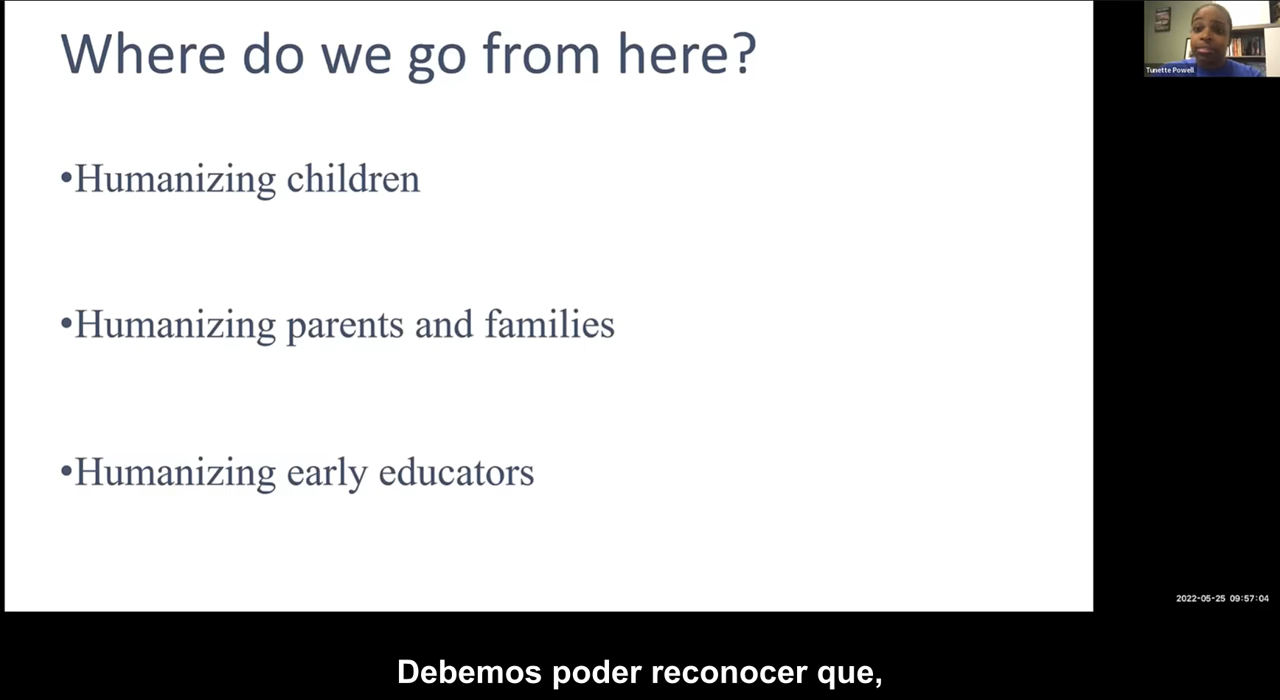 Where do we go from here?
Tunette Powell
•Humanizing children
•Humanizing parents and families
•Humanizing early educators
2022-05-25 09:57:04
Debemos poder reconocer que,